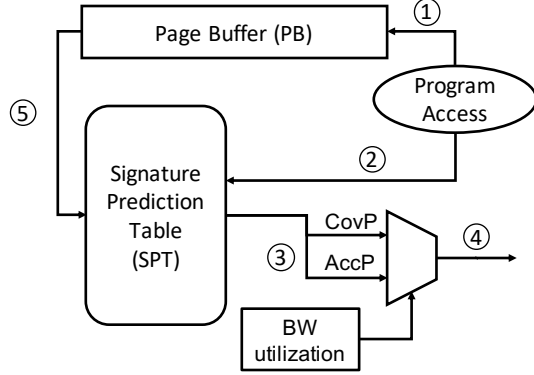 ①
Page Buffer (PB)
Program
Access
⑤
②
Signature
Prediction
Table
(SPT)
CovP
③
④
AccP
BW
utilization